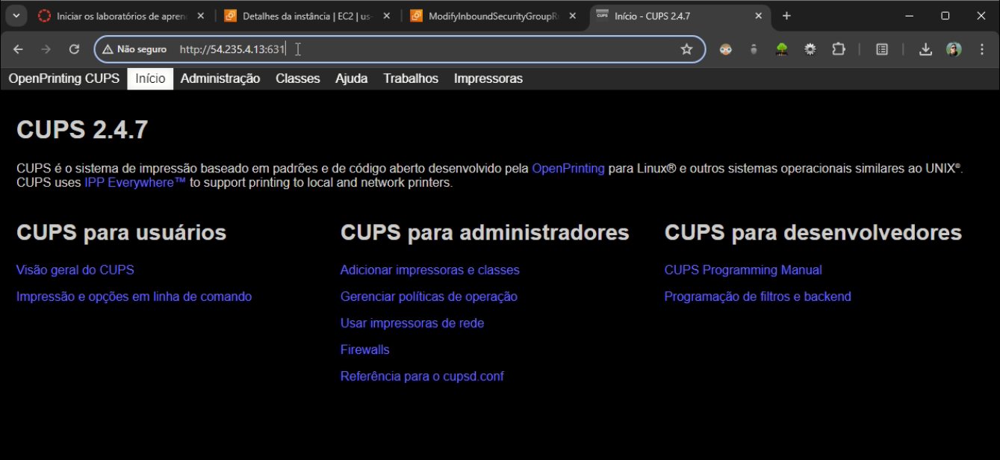 Iniciar os laboratórios de apren
Detalhes da instância | EC2 | us-
ModifyInboundSecurityGroupRu
CUPS
Início - CUPS 2.4.7
Não seguro
http://54.235.4.13:631
OpenPrinting CUPS
Início
Administração
Classes
Ajuda
Trabalhos
Impressoras
CUPS 2.4.7
CUPS é o sistema de impressão baseado em padrões e de código aberto desenvolvido pela OpenPrinting para Linux® e outros sistemas operacionais similares ao UNIX®.
CUPS uses IPP Everywhere™ to support printing to local and network printers.
CUPS para usuários
Visão geral do CUPS
Impressão e opções em linha de comando
CUPS para administradores
Adicionar impressoras e classes
Gerenciar políticas de operação
Usar impressoras de rede
Firewalls
Referência para o cupsd.conf
CUPS para desenvolvedores
CUPS Programming Manual
Programação de filtros e backend